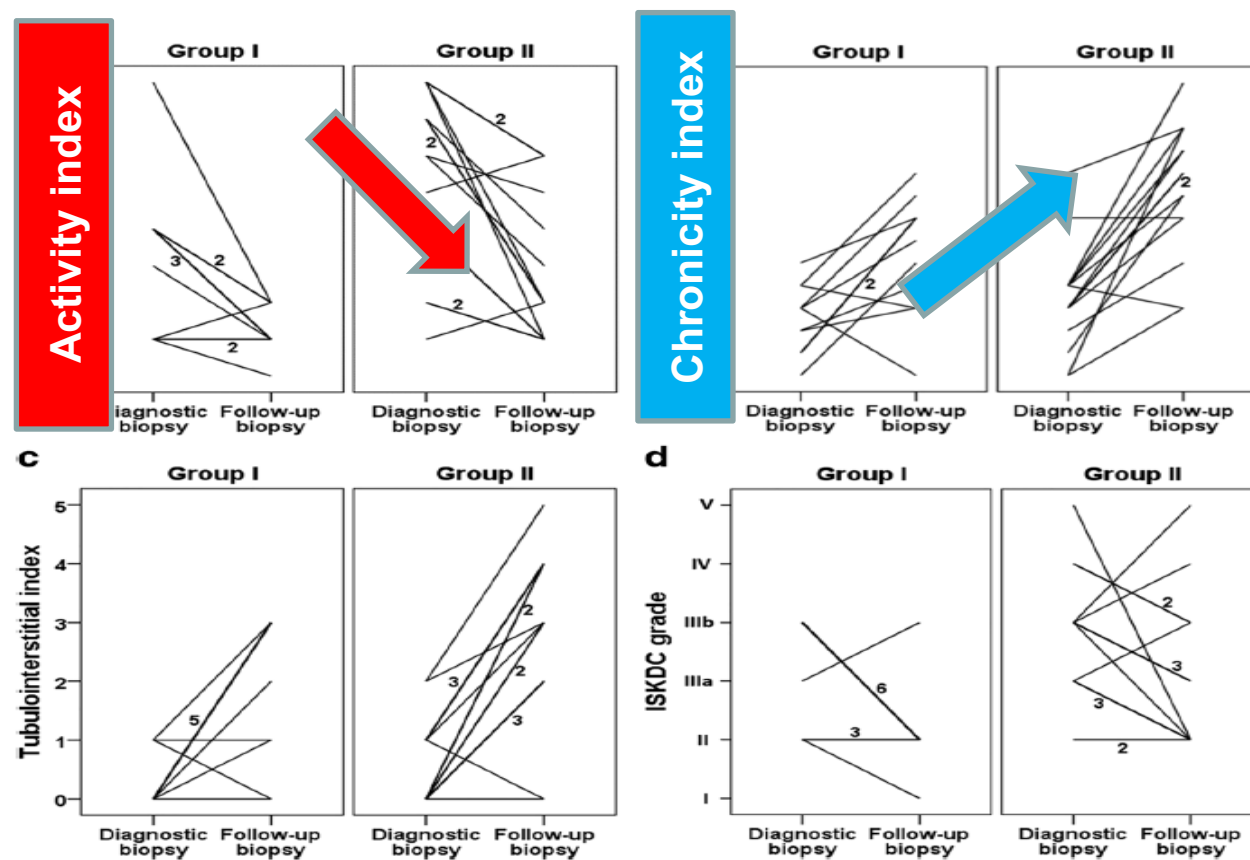 Activity index
Group I
Group II
3
2
2
2
2
2
iagnostic
biopsy
Follow-up
biopsy
Diagnostic
biopsy
Follow-up
biopsy
Chronicity index
Group I
Group II
2
2
Diagnostic
biopsy
Follow-up
biopsy
Diagnostic
biopsy
Follow-up
biopsy
c
Group I
Group II
Tubulointerstitial index
5
4
3
2
1
0
5
3
2
2
3
Diagnostic
biopsy
Follow-up
biopsy
Diagnostic
biopsy
Follow-up
biopsy
d
Group I
Group II
ISKDC grade
V
IV
IIIb
IIIa
II
I
6
3
2
3
3
2
Diagnostic
biopsy
Follow-up
biopsy
Diagnostic
biopsy
Follow-up
biopsy